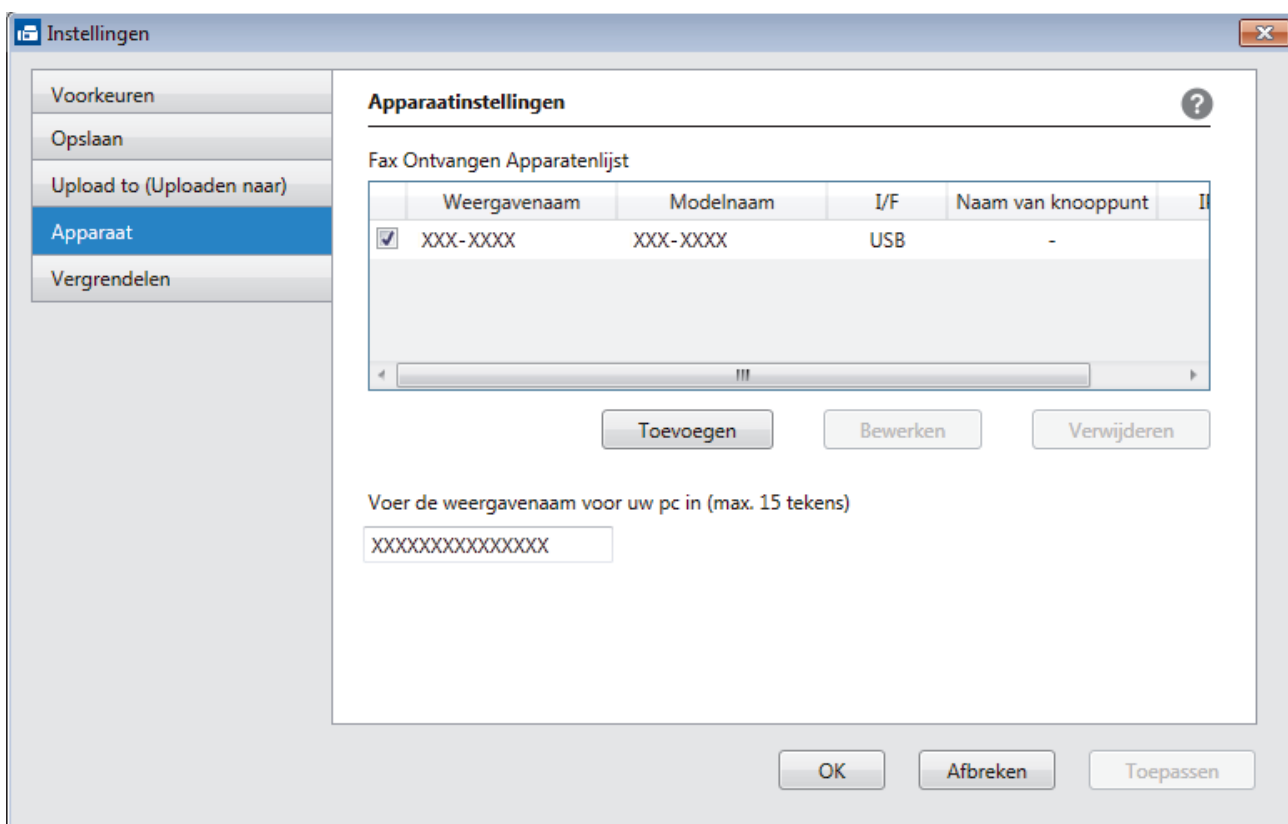 Instellingen
Voorkeuren
Opslaan
Upload to (Uploaden naar)
Apparaat
Vergrendelen
Apparaatinstellingen
?
Fax Ontvangen Apparatenlijst
Weergavenaam Modelnaam I/F Naam van knooppunt
XXX-XXXX XXX-XXXX USB -
Toevoegen Bewerken Verwijderen
Voer de weergavenaam voor uw pc in (max. 15 tekens)
XXXXXXXXXXXXXXX
OK Afbreken Toepassen